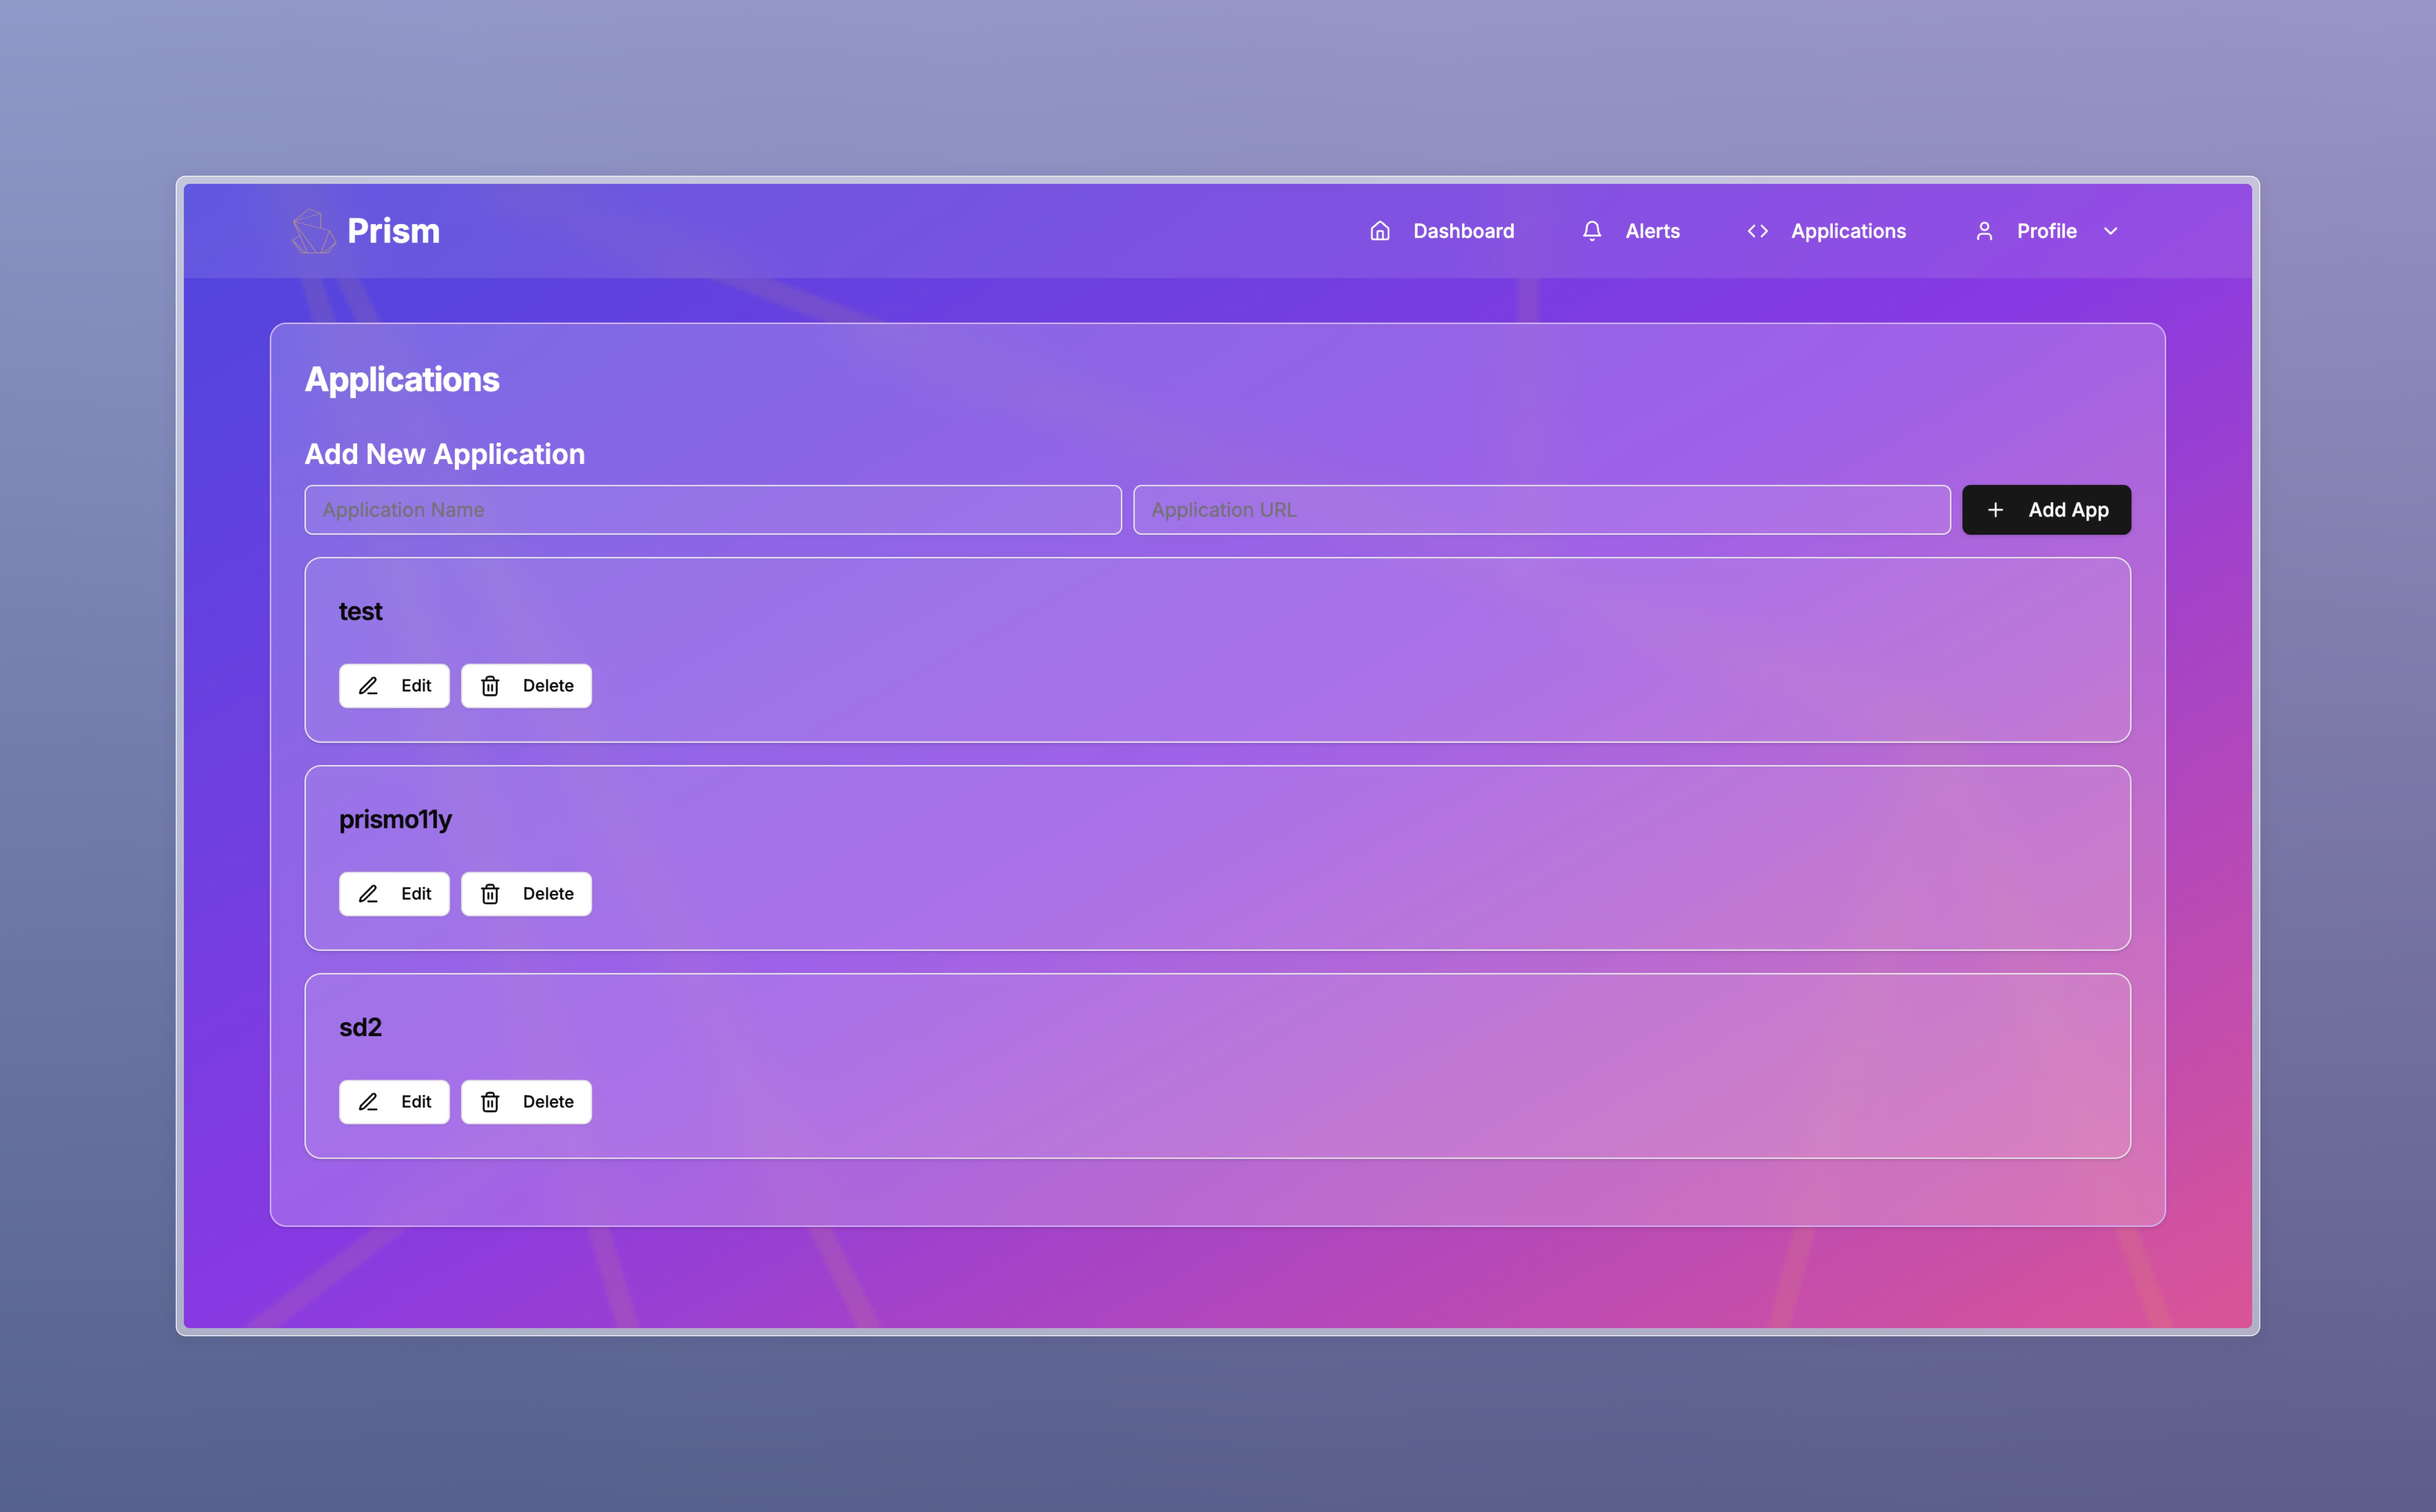 Prism
Dashboard Alerts Applications Profile
Applications
Add New Application
Application Name Application URL Add App
test
Edit Delete
prismo11y
Edit Delete
sd2
Edit Delete